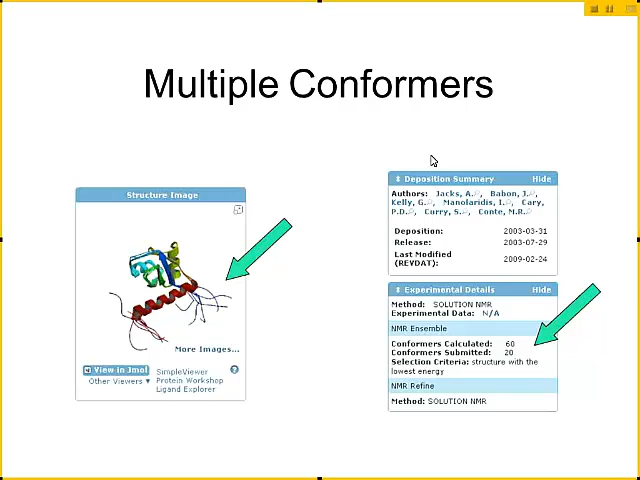 Multiple Conformers
Structure Image
More Images...
View in Jmol
Other Viewers
SimpleViewer
Protein Workshop
Ligand Explorer
Deposition Summary Hide
Authors: Jacks, A. Babon, J.
Kelly, G. Manolaridis, I. Cary,
P.D. Curry, S. Conte, M.R.
Deposition: 2003-03-31
Release: 2003-07-29
Last Modified
(REVDAT): 2009-02-24
Experimental Details Hide
Method: SOLUTION NMR
Experimental Data: N/A
NMR Ensemble
Conformers Calculated: 60
Conformers Submitted: 20
Selection Criteria: structure with the
lowest energy
NMR Refine
Method: SOLUTION NMR